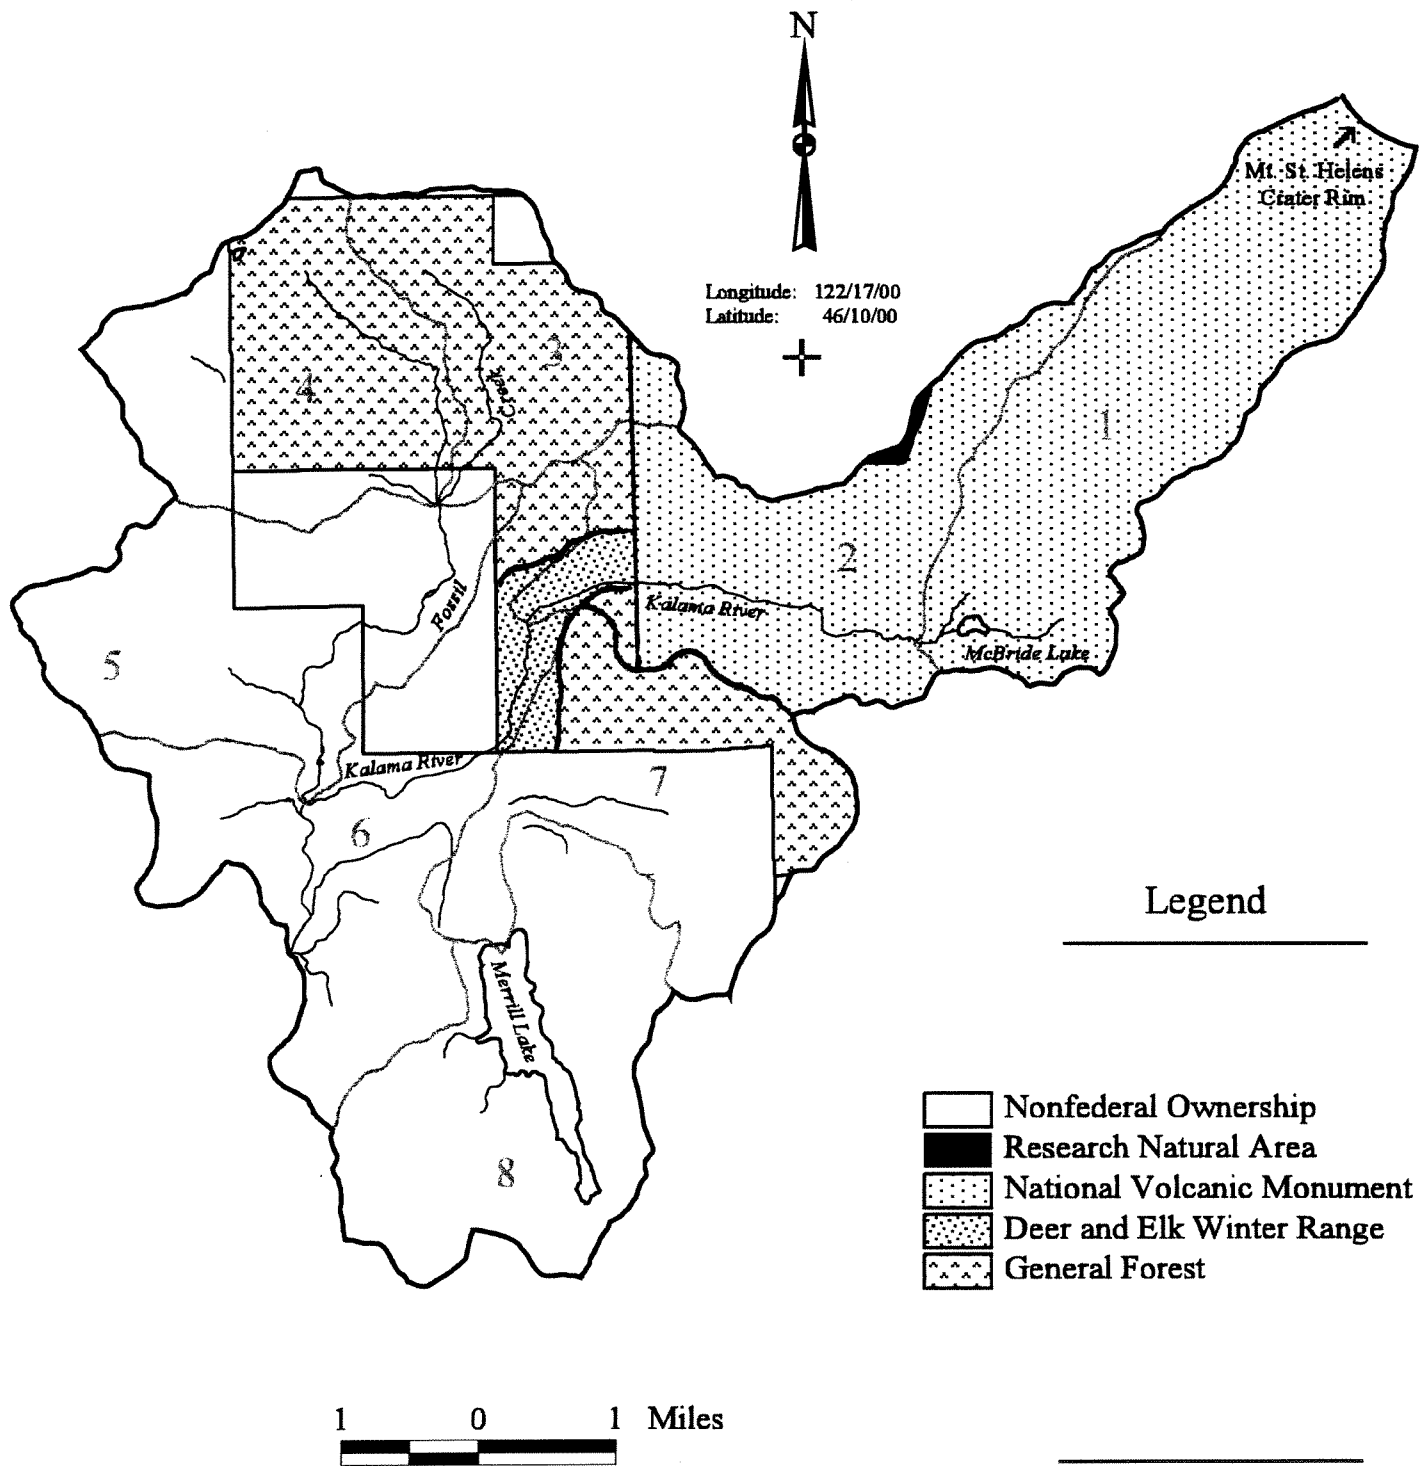 N
Mt. St. Helens
Crater Rim
Longitude: 122/17/00
Latitude: 46/10/00
3
4
Creek
1
2
Fossil
Kalama River
McBride Lake
5
Kalama River
7
6
Merrill Lake
8
Legend
Nonfederal Ownership
Research Natural Area
National Volcanic Monument
Deer and Elk Winter Range
General Forest
1 0 1 Miles